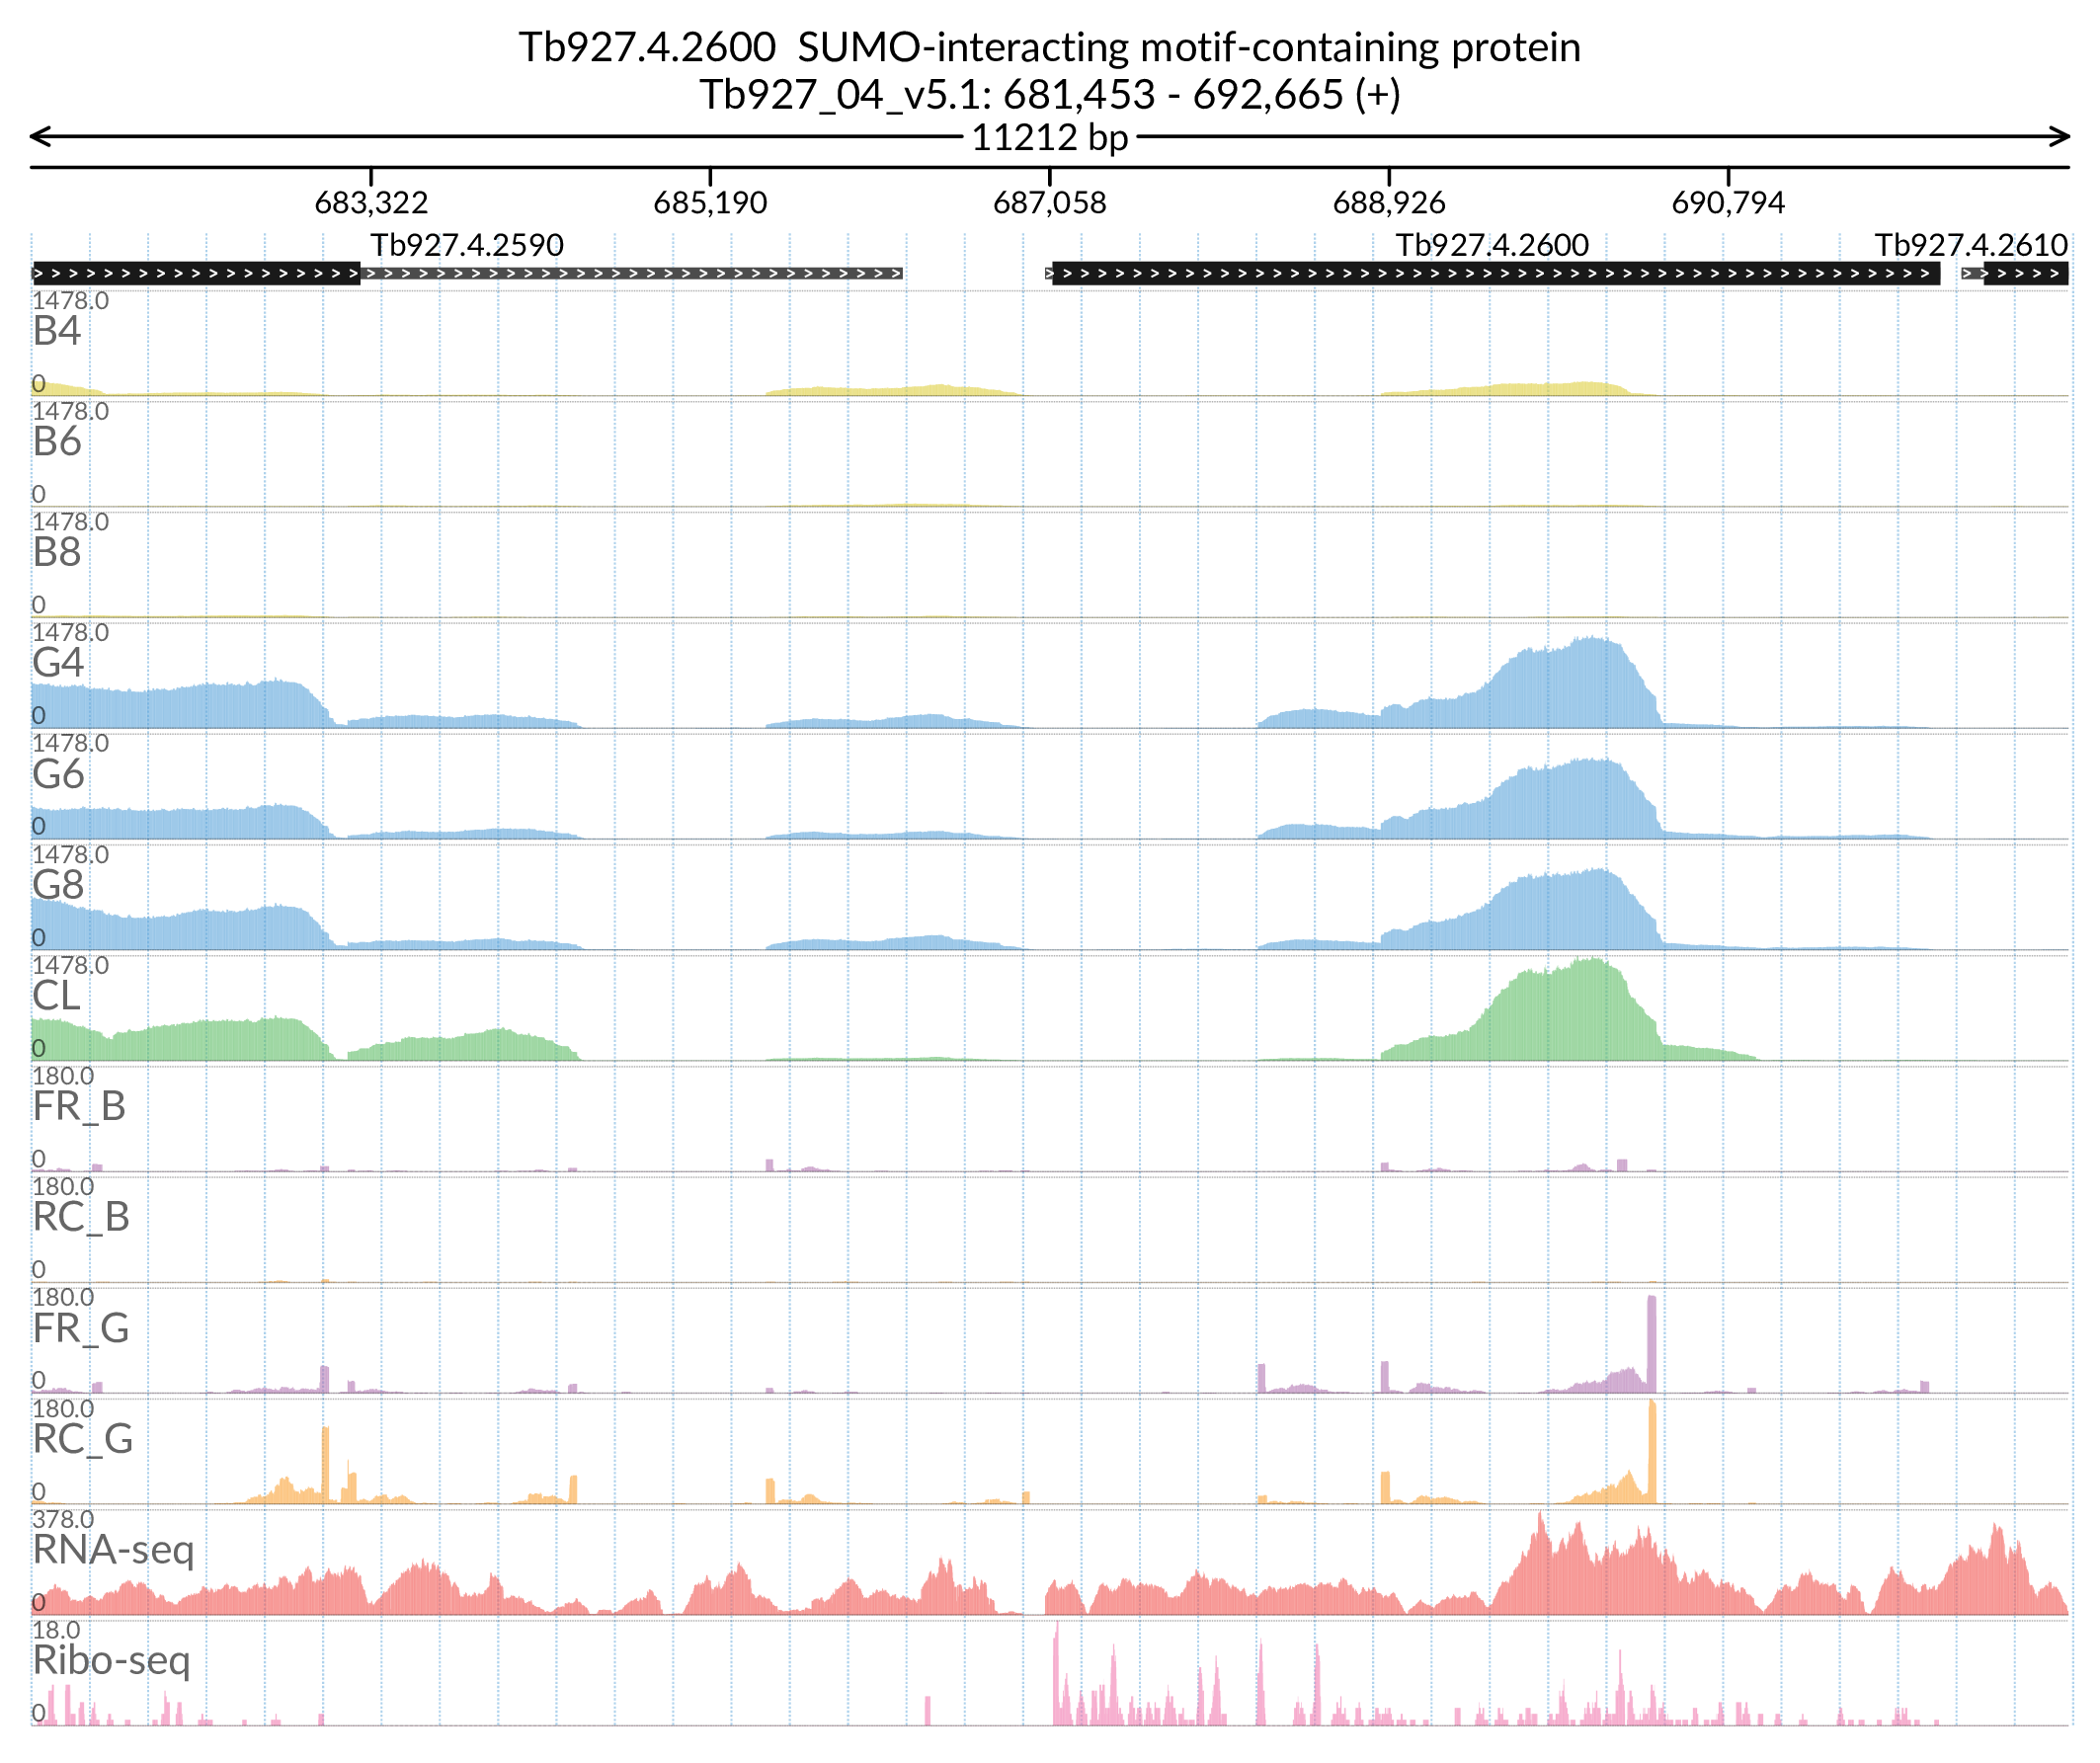 Tb927.4.2600 SUMO-interacting motif-containing protein
Tb927_04_v5.1: 681,453 - 692,665 (+)
11212 bp
683,322 685,190 687,058 688,926 690,794
Tb927.4.2590 Tb927.4.2600 Tb927.4.2610
1478.0
B4
0
1478.0
B6
0
1478.0
B8
0
1478.0
G4
0
1478.0
G6
0
1478.0
G8
0
1478.0
CL
0
180.0
FR_B
0
180.0
RC_B
0
180.0
FR_G
0
180.0
RC_G
0
378.0
RNA-seq
0
18.0
Ribo-seq
0